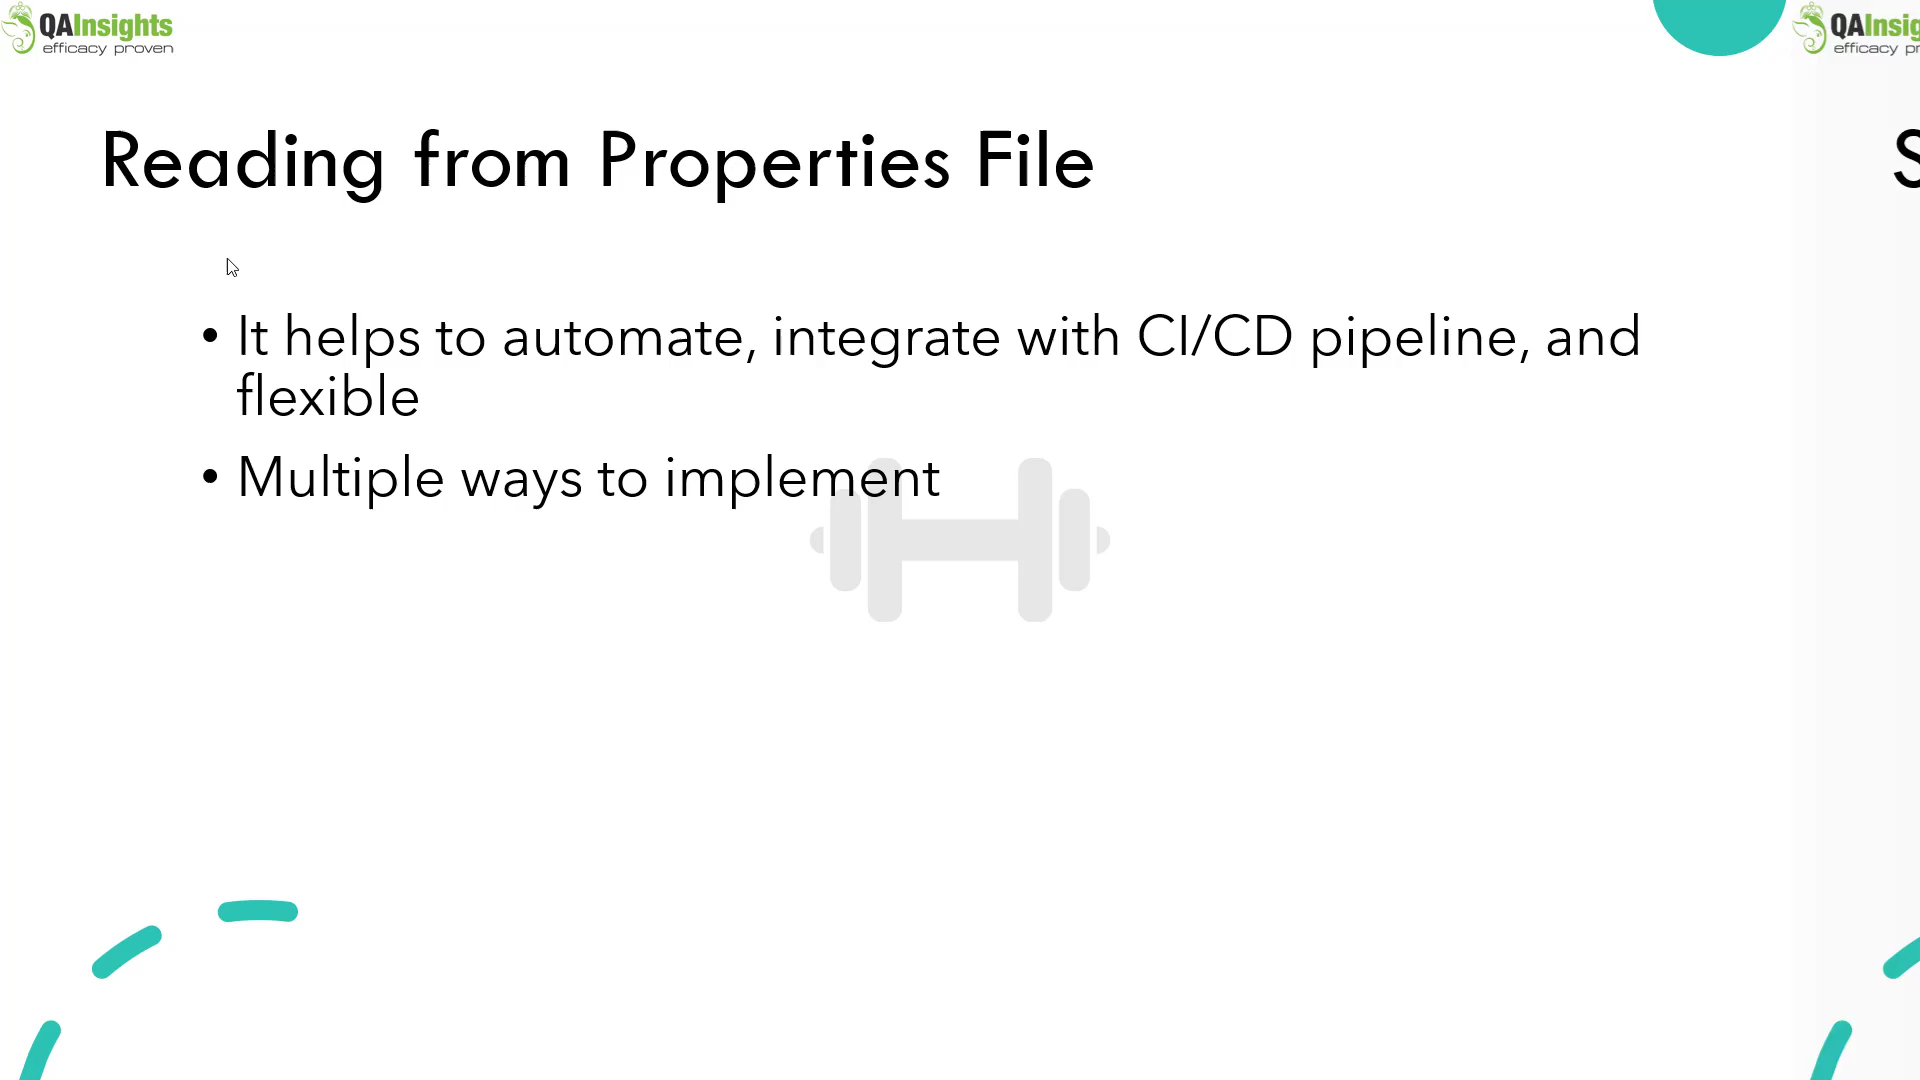 QAInsights
efficacy proven
Reading from Properties File
• It helps to automate, integrate with CI/CD pipeline, and
flexible
• Multiple ways to implement
QAInsig
efficacy pr
S